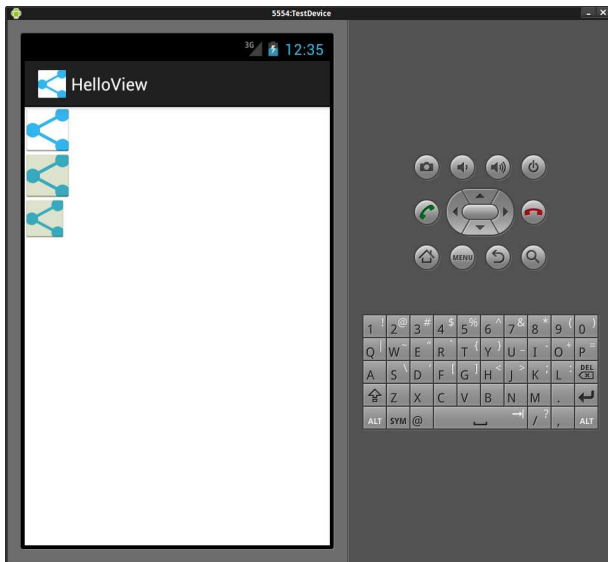 5554:TestDevice
3G 12:35
HelloView
MENU
1 ! 2 @ 3 # 4 $ 5 % 6 ^ 7 & 8 * 9 ( 0 )
Q | W ~ E " R ` T { Y } U _ I - O + P =
A S \ D ' F [ G ] H < J > K ; L : DEL
Z X C V B N M .
ALT SYM @ / ? , ALT